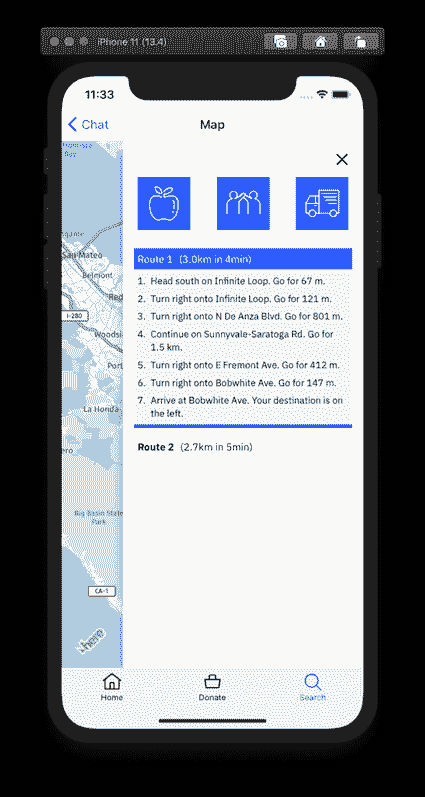 iPhone 11 (13.4)
11:33
Chat
Map
Bay
San Mateo
Belmont
Red
I-280
Woodsi
Port
La Honda
ero
Big Basin State
Park
CA-1
here
Route 1 (3.0km in 4min)
1. Head south on Infinite Loop. Go for 67 m.
2. Turn right onto Infinite Loop. Go for 121 m.
3. Turn right onto N De Anza Blvd. Go for 801 m.
4. Continue on Sunnyvale-Saratoga Rd. Go for
1.5 km.
5. Turn right onto E Fremont Ave. Go for 412 m.
6. Turn right onto Bobwhite Ave. Go for 147 m.
7. Arrive at Bobwhite Ave. Your destination is on
the left.
Route 2 (2.7km in 5min)
Home
Donate
Search